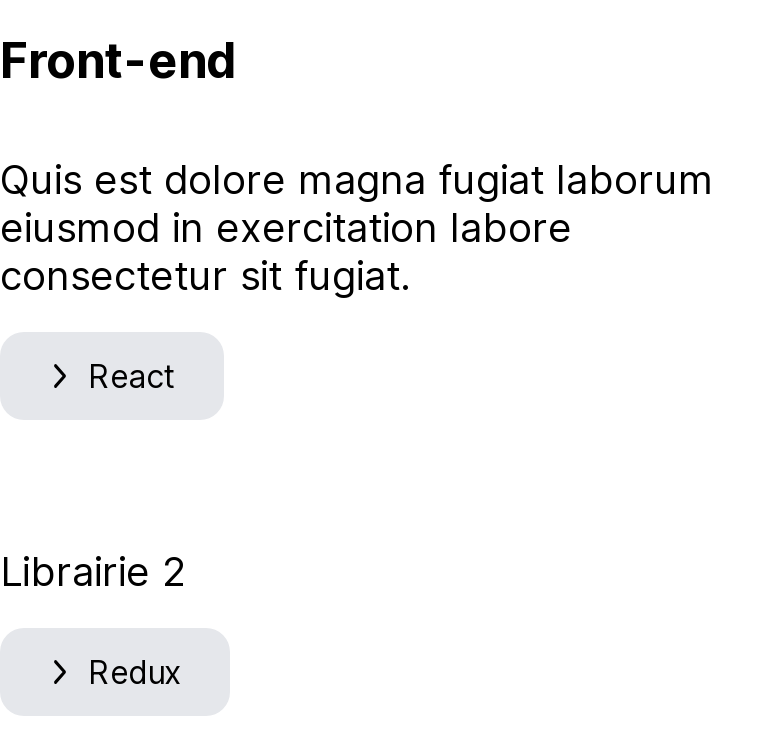 Front-end
Quis est dolore magna fugiat laborum
eiusmod in exercitation labore
consectetur sit fugiat.
React
Librairie 2
Redux